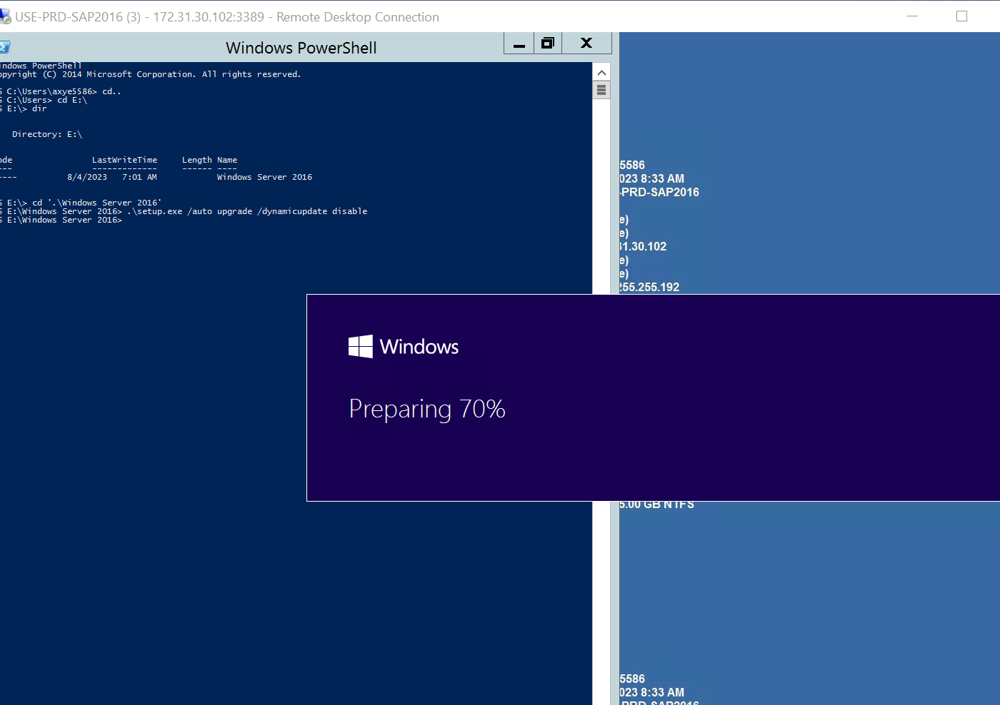 USE-PRD-SAP2016 (3) - 172.31.30.102:3389 - Remote Desktop Connection
Windows PowerShell
indows PowerShell
opyright (C) 2014 Microsoft Corporation. All rights reserved.
S C:\Users\axye5586> cd..
S C:\Users> cd E:\
S E:\> dir
Directory: E:\
ode LastWriteTime Length Name
--- ------------- ------ ----
---- 8/4/2023 7:01 AM Windows Server 2016
S E:\> cd '.\Windows Server 2016'
S E:\Windows Server 2016> .\setup.exe /auto upgrade /dynamicupdate disable
S E:\Windows Server 2016>
5586
023 8:33 AM
-PRD-SAP2016
e)
e)
31.30.102
e)
e)
255.255.192
Windows
Preparing 70%
5.00 GB NTFS
5586
023 8:33 AM
-PRD-SAP2016